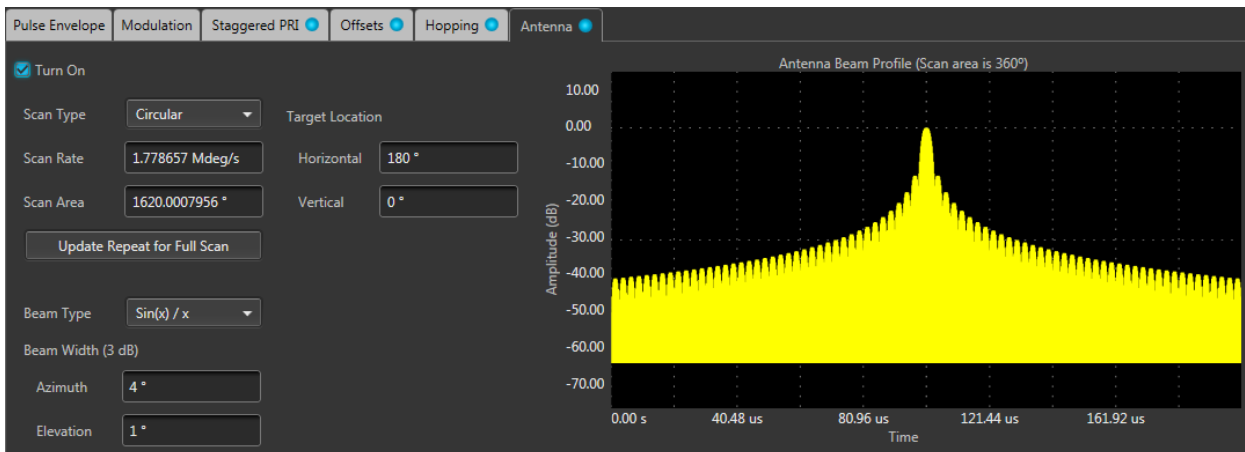 Pulse Envelope Modulation Staggered PRI Offsets Hopping Antenna
Turn On
Scan Type Circular Target Location
Scan Rate 1.778657 Mdeg/s Horizontal 180 °
Scan Area 1620.0007956 ° Vertical 0 °
Update Repeat for Full Scan
Beam Type Sin(x) / x
Beam Width (3 dB)
Azimuth 4 °
Elevation 1 °
Antenna Beam Profile (Scan area is 360º)
Amplitude (dB)
10.00
0.00
-10.00
-20.00
-30.00
-40.00
-50.00
-60.00
-70.00
0.00 s 40.48 us 80.96 us 121.44 us 161.92 us
Time